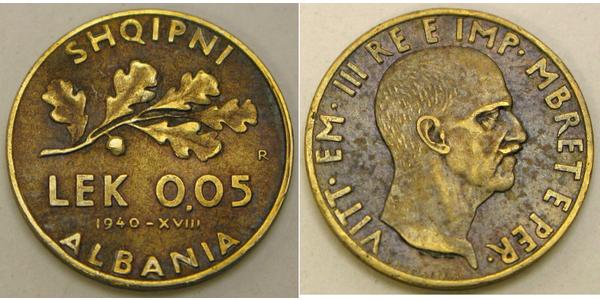 SHQIPNI
R
LEK 0,05
1940-XVIII
ALBANIA
VITT·EM·III RE E IMP·MBRET E PER·